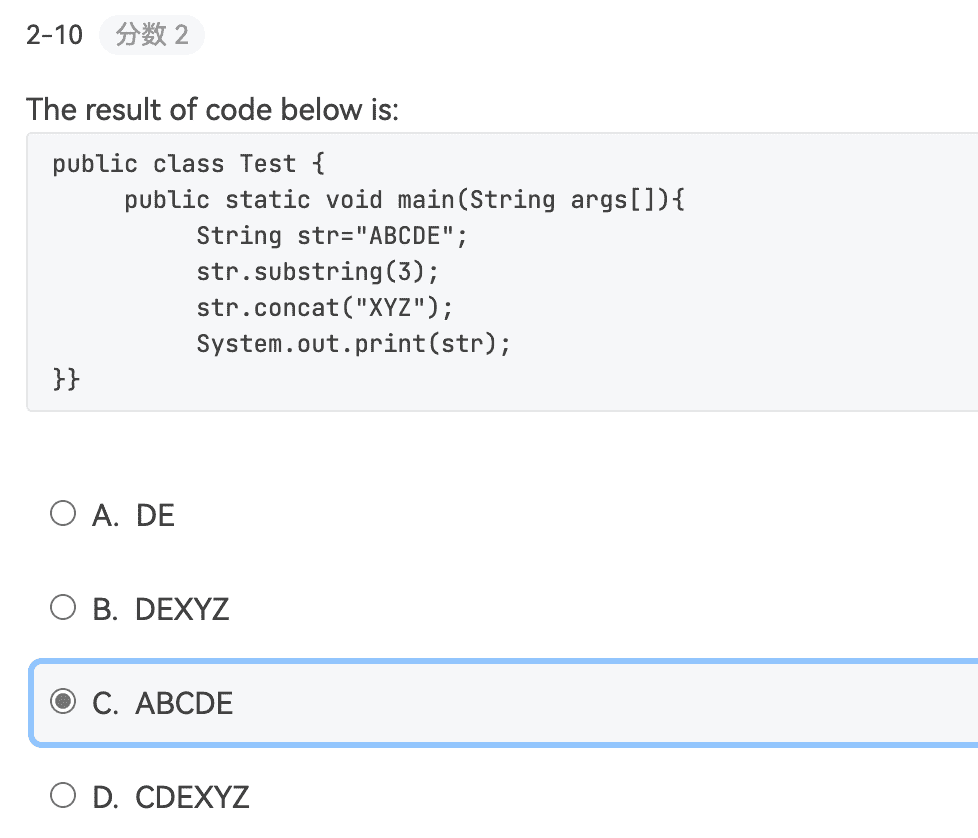 2-10 分数 2
The result of code below is:
public class Test {
     public static void main(String args[]){
          String str="ABCDE";
          str.substring(3);
          str.concat("XYZ");
          System.out.print(str);
}}
A. DE
B. DEXYZ
C. ABCDE
D. CDEXYZ